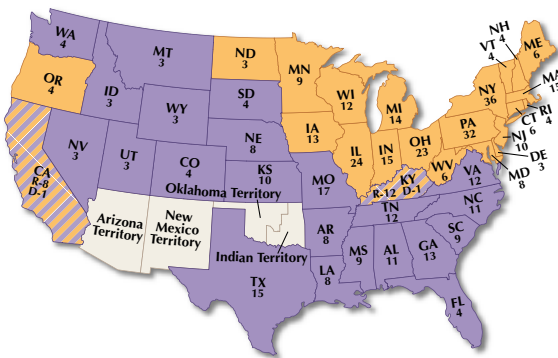 WA
4
OR
4
CA
R-8
D-1
NV
3
ID
3
MT
3
WY
3
UT
3
CO
4
Arizona
Territory
New
Mexico
Territory
ND
3
SD
4
NE
8
KS
10
Oklahoma Territory
Indian Territory
TX
15
MN
9
IA
13
MO
17
AR
8
LA
8
WI
12
IL
24
MI
14
IN
15
OH
23
KY
R-12
D-1
TN
12
MS
9
AL
11
GA
13
FL
4
SC
9
NC
11
VA
12
WV
6
PA
32
NY
36
VT
4
NH
4
ME
6
MA
15
RI
4
CT
6
NJ
10
DE
3
MD
8